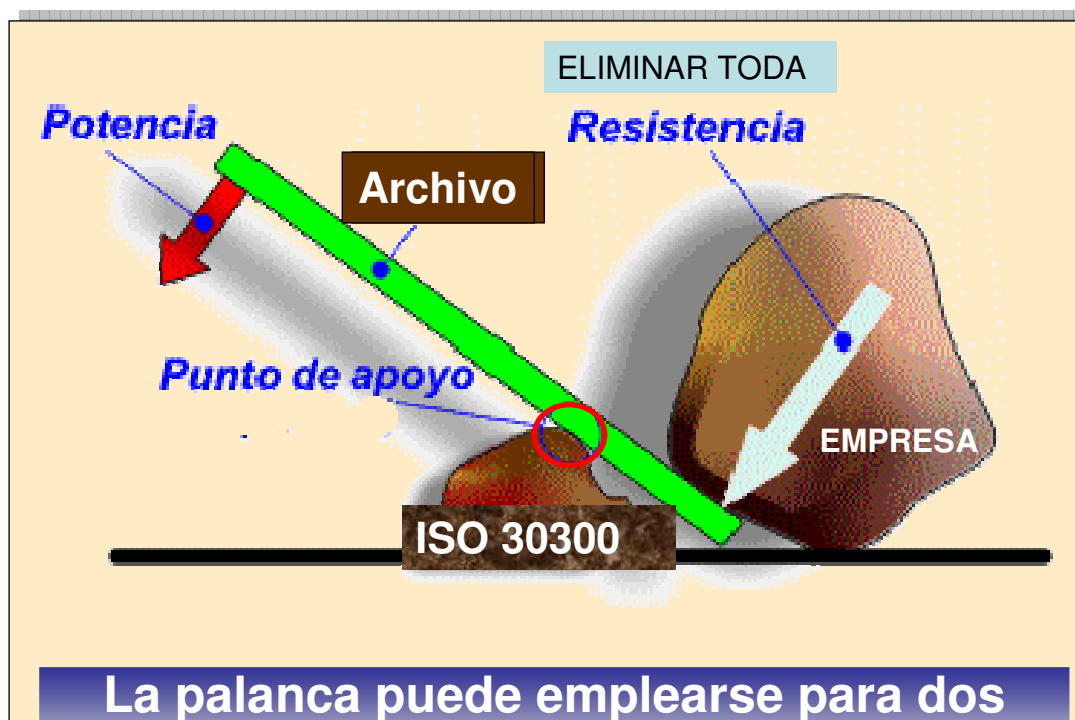 ELIMINAR TODA
Potencia
Resistencia
Archivo
Punto de apoyo
EMPRESA
ISO 30300
La palanca puede emplearse para dos